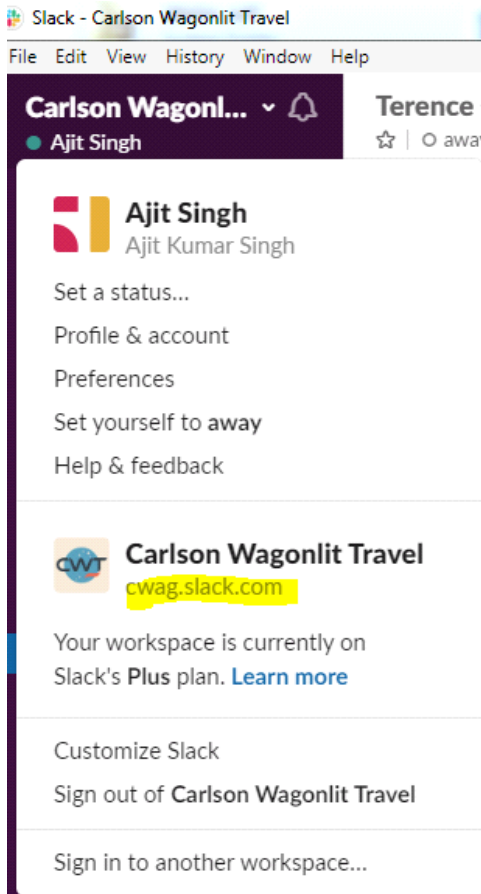 Slack - Carlson Wagonlit Travel
File Edit View History Window Help
Carlson Wagonl...
Terence
Ajit Singh
Ajit Singh
Ajit Kumar Singh
Set a status...
Profile & account
Preferences
Set yourself to away
Help & feedback
CWT
Carlson Wagonlit Travel
cwag.slack.com
Your workspace is currently on
Slack's Plus plan. Learn more
Customize Slack
Sign out of Carlson Wagonlit Travel
Sign in to another workspace...